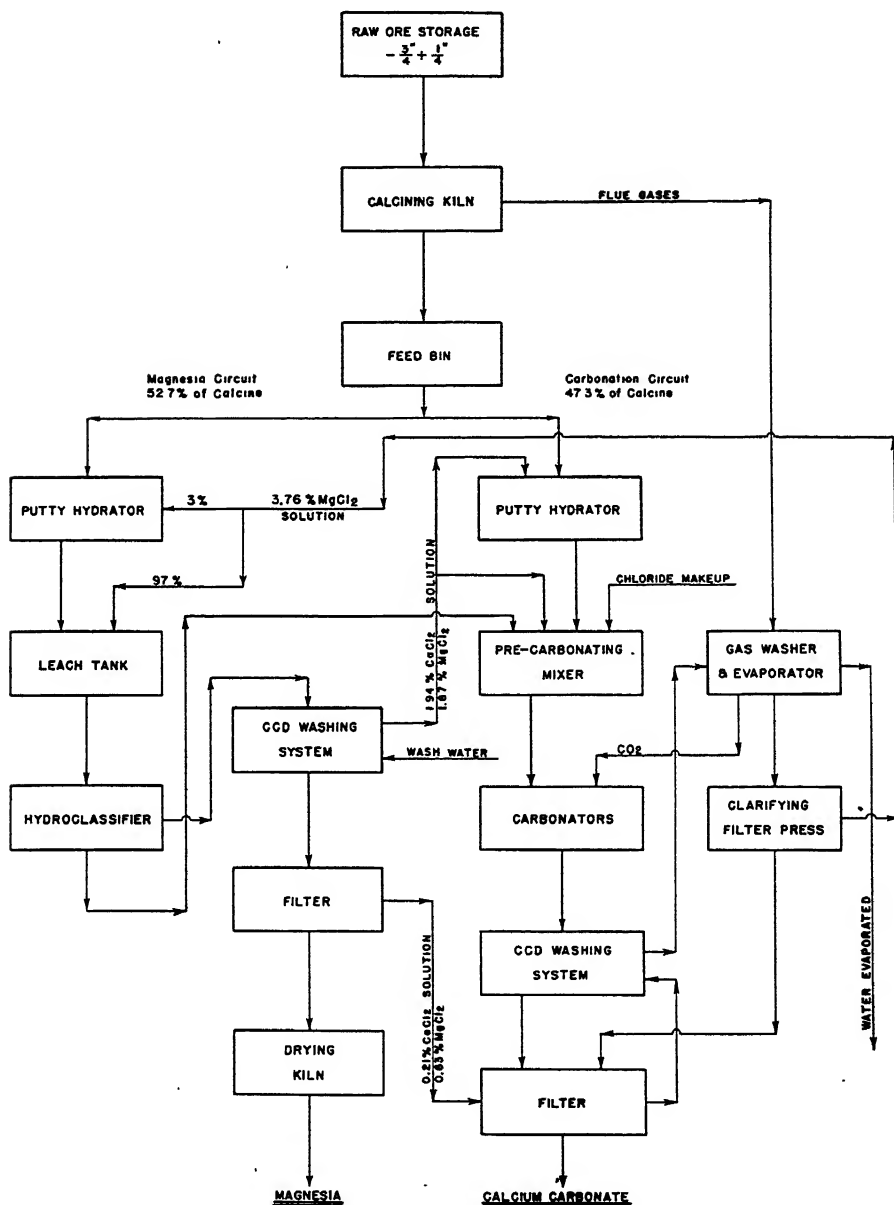 RAW ORE STORAGE
- 3/4" + 1/4"
CALCINING KILN
FLUE GASES
FEED BIN
Magnesia Circuit
52 7% of Calcine
Carbonation Circuit
47 3% of Calcine
PUTTY HYDRATOR
3%
3.76 % MgCl2
SOLUTION
PUTTY HYDRATOR
97%
1 94% CaCl2 SOLUTION
1.87% MgCl2
CHLORIDE MAKEUP
LEACH TANK
PRE-CARBONATING
MIXER
GAS WASHER
& EVAPORATOR
CCD WASHING
SYSTEM
WASH WATER
CO2
HYDROCLASSIFIER
CARBONATORS
CLARIFYING
FILTER PRESS
FILTER
CCD WASHING
SYSTEM
WATER EVAPORATED
0.21% CaCl2 SOLUTION
0.63% MgCl2
DRYING
KILN
FILTER
MAGNESIA
CALCIUM CARBONATE